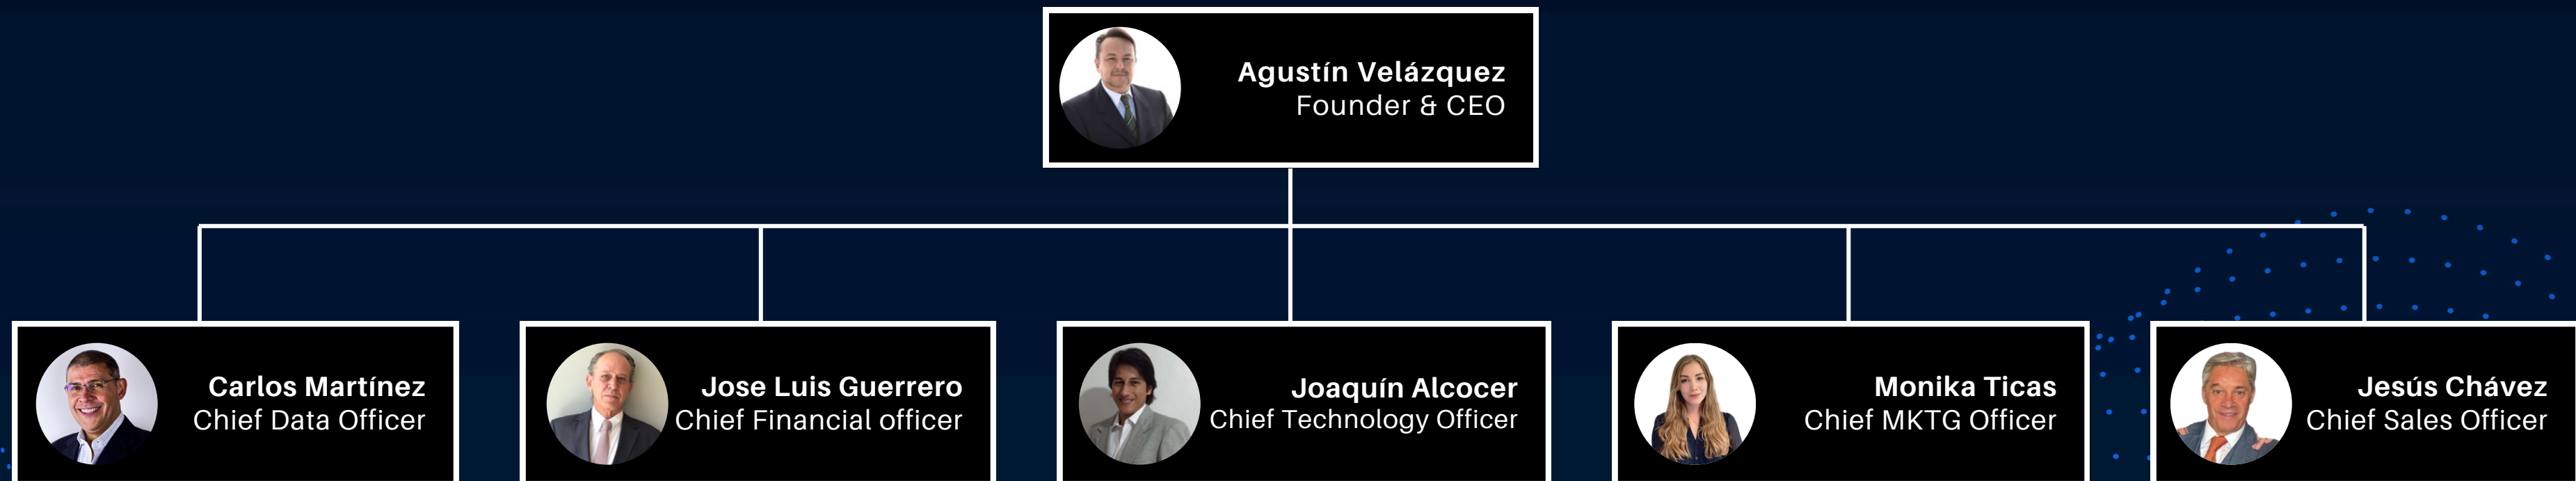 Agustín Velázquez
Founder & CEO
Carlos Martínez
Chief Data Officer
Jose Luis Guerrero
Chief Financial officer
Joaquín Alcocer
Chief Technology Officer
Monika Ticas
Chief MKTG Officer
Jesús Chávez
Chief Sales Officer